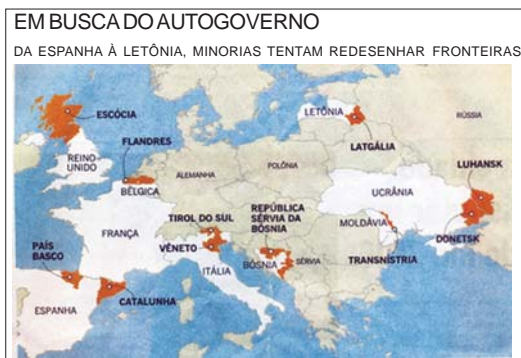 EM BUSCA DO AUTOGOVERNO
DA ESPANHA À LETÔNIA, MINORIAS TENTAM REDESENHAR FRONTEIRAS
ESCÓCIA
LETÔNIA
RÚSSIA
FLANDRES
LATGÁLIA
REINO
UNIDO
ALEMANHA
POLÔNIA
LUHANSK
BÉLGICA
UCRÂNIA
TIROL DO SUL
REPÚBLICA
SÉRVIA DA
BÓSNIA
MOLDÁVIA
FRANÇA
VÊNETO
DONETSK
PAÍS
BASCO
BÓSNIA
SÉRVIA
TRANSNÍSTRIA
ITÁLIA
ESPANHA
CATALUNHA